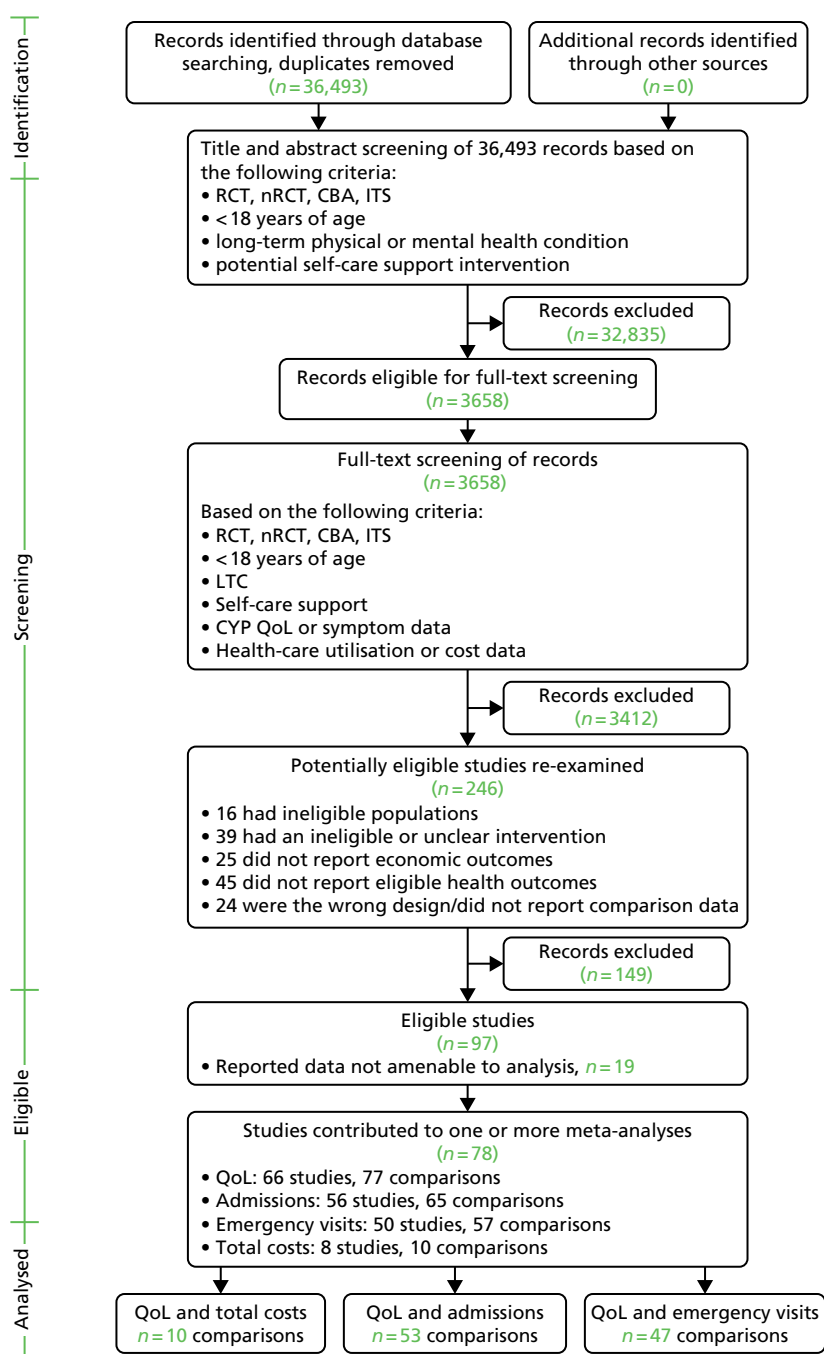 Identification
Records identified through database
searching, duplicates removed
(n=36,493)
Additional records identified
through other sources
(n=0)
Title and abstract screening of 36,493 records based on
the following criteria:
• RCT, nRCT, CBA, ITS
• <18 years of age
• long-term physical or mental health condition
• potential self-care support intervention
Screening
Records excluded
(n=32,835)
Records eligible for full-text screening
(n=3658)
Full-text screening of records
(n=3658)
Based on the following criteria:
• RCT, nRCT, CBA, ITS
• <18 years of age
• LTC
• Self-care support
• CYP QoL or symptom data
• Health-care utilisation or cost data
Records excluded
(n=3412)
Potentially eligible studies re-examined
(n=246)
• 16 had ineligible populations
• 39 had an ineligible or unclear intervention
• 25 did not report economic outcomes
• 45 did not report eligible health outcomes
• 24 were the wrong design/did not report comparison data
Records excluded
(n=149)
Eligible
Eligible studies
(n=97)
• Reported data not amenable to analysis, n=19
Studies contributed to one or more meta-analyses
(n=78)
• QoL: 66 studies, 77 comparisons
• Admissions: 56 studies, 65 comparisons
• Emergency visits: 50 studies, 57 comparisons
• Total costs: 8 studies, 10 comparisons
Analysed
QoL and total costs
n=10 comparisons
QoL and admissions
n=53 comparisons
QoL and emergency visits
n=47 comparisons